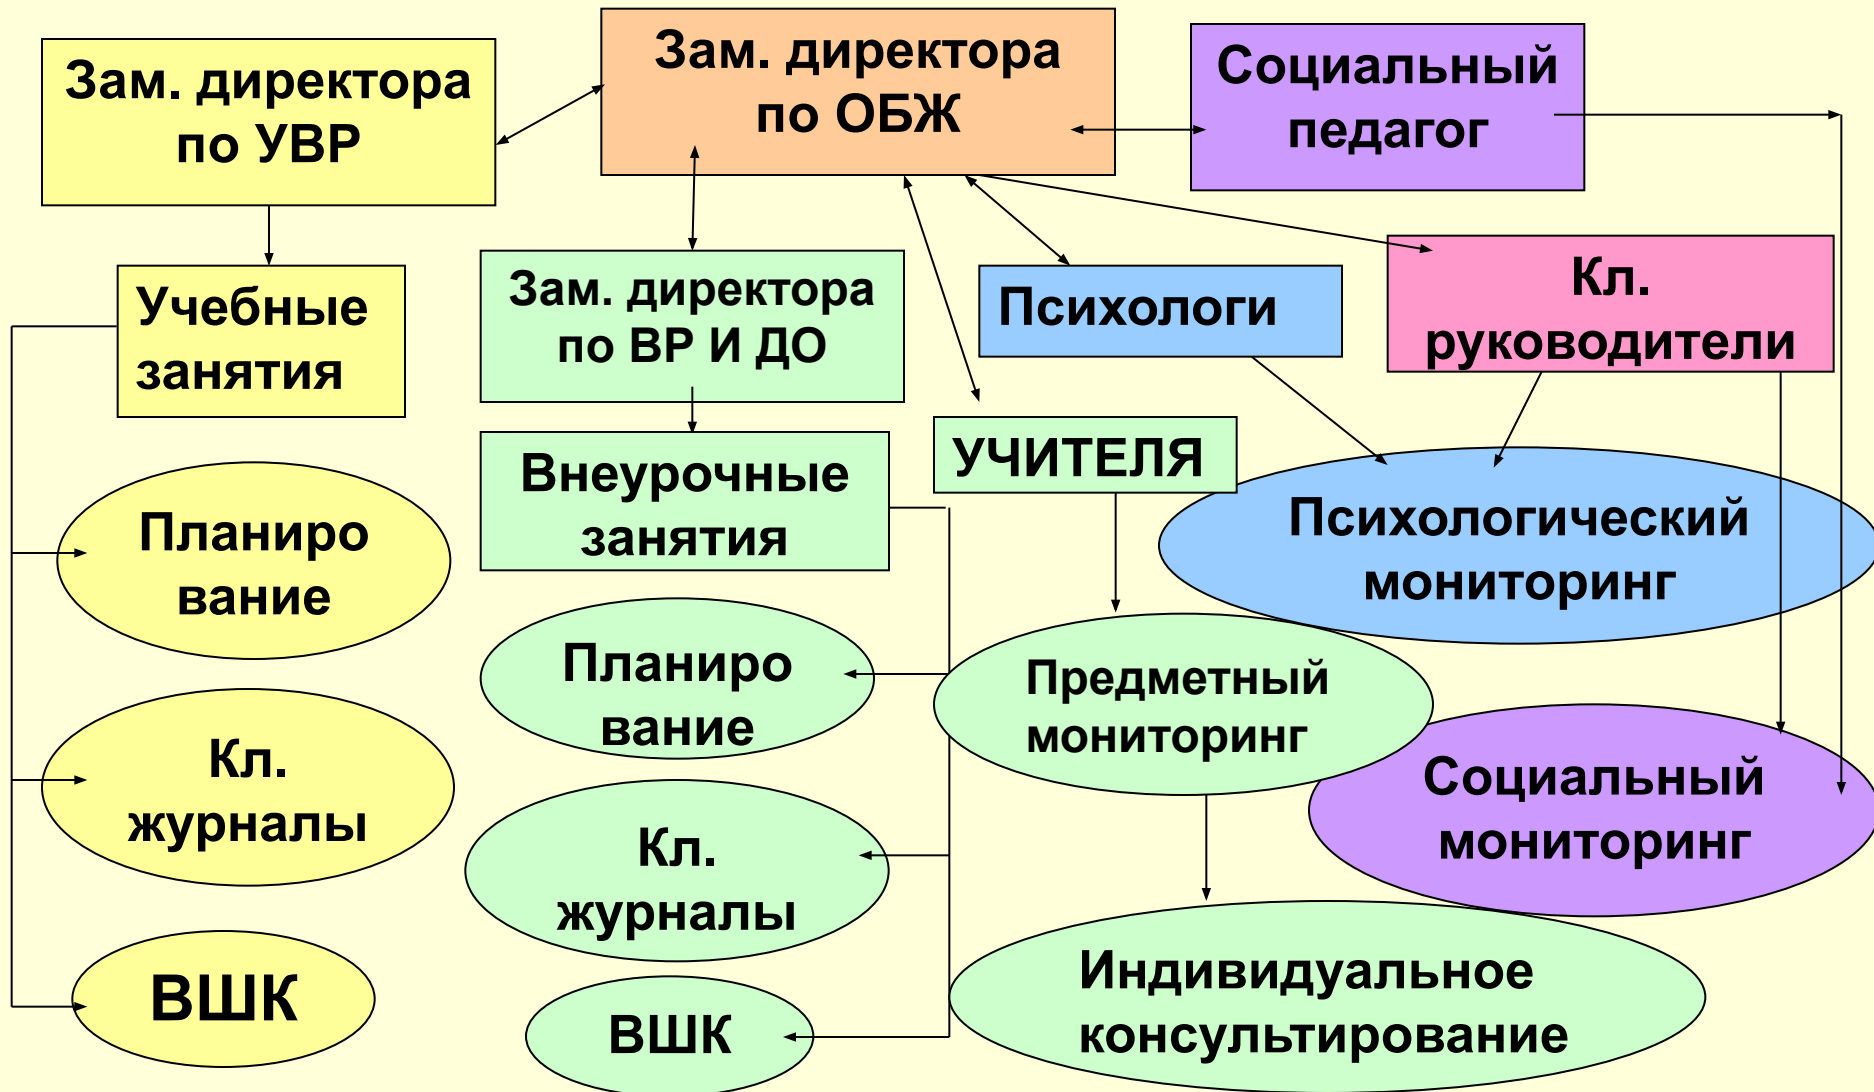 Зам. директора
по УВР
Зам. директора
по ОБЖ
Социальный
педагог
Учебные
занятия
Зам. директора
по ВР И ДО
Психологи
Кл.
руководители
Внеурочные
занятия
УЧИТЕЛЯ
Планиро
вание
Психологический
мониторинг
Планиро
вание
Предметный
мониторинг
Кл.
журналы
Социальный
мониторинг
Кл.
журналы
ВШК
ВШК
Индивидуальное
консультирование